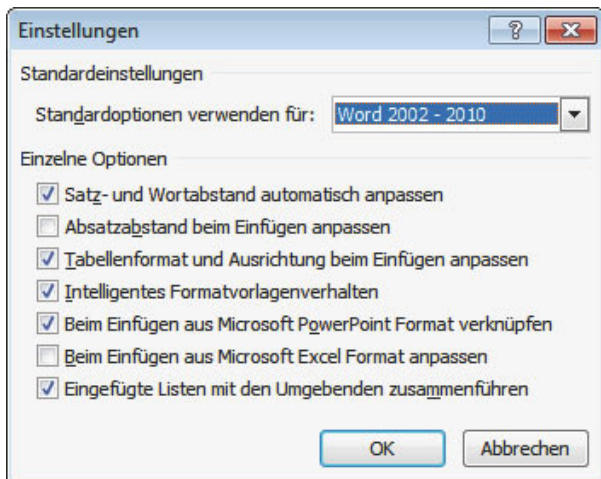 Einstellungen
Standardeinstellungen
Standardoptionen verwenden für: Word 2002 - 2010
Einzelne Optionen
Satz- und Wortabstand automatisch anpassen
Absatzabstand beim Einfügen anpassen
Tabellenformat und Ausrichtung beim Einfügen anpassen
Intelligentes Formatvorlagenverhalten
Beim Einfügen aus Microsoft PowerPoint Format verknüpfen
Beim Einfügen aus Microsoft Excel Format anpassen
Eingefügte Listen mit den Umgebenden zusammenführen
OK Abbrechen